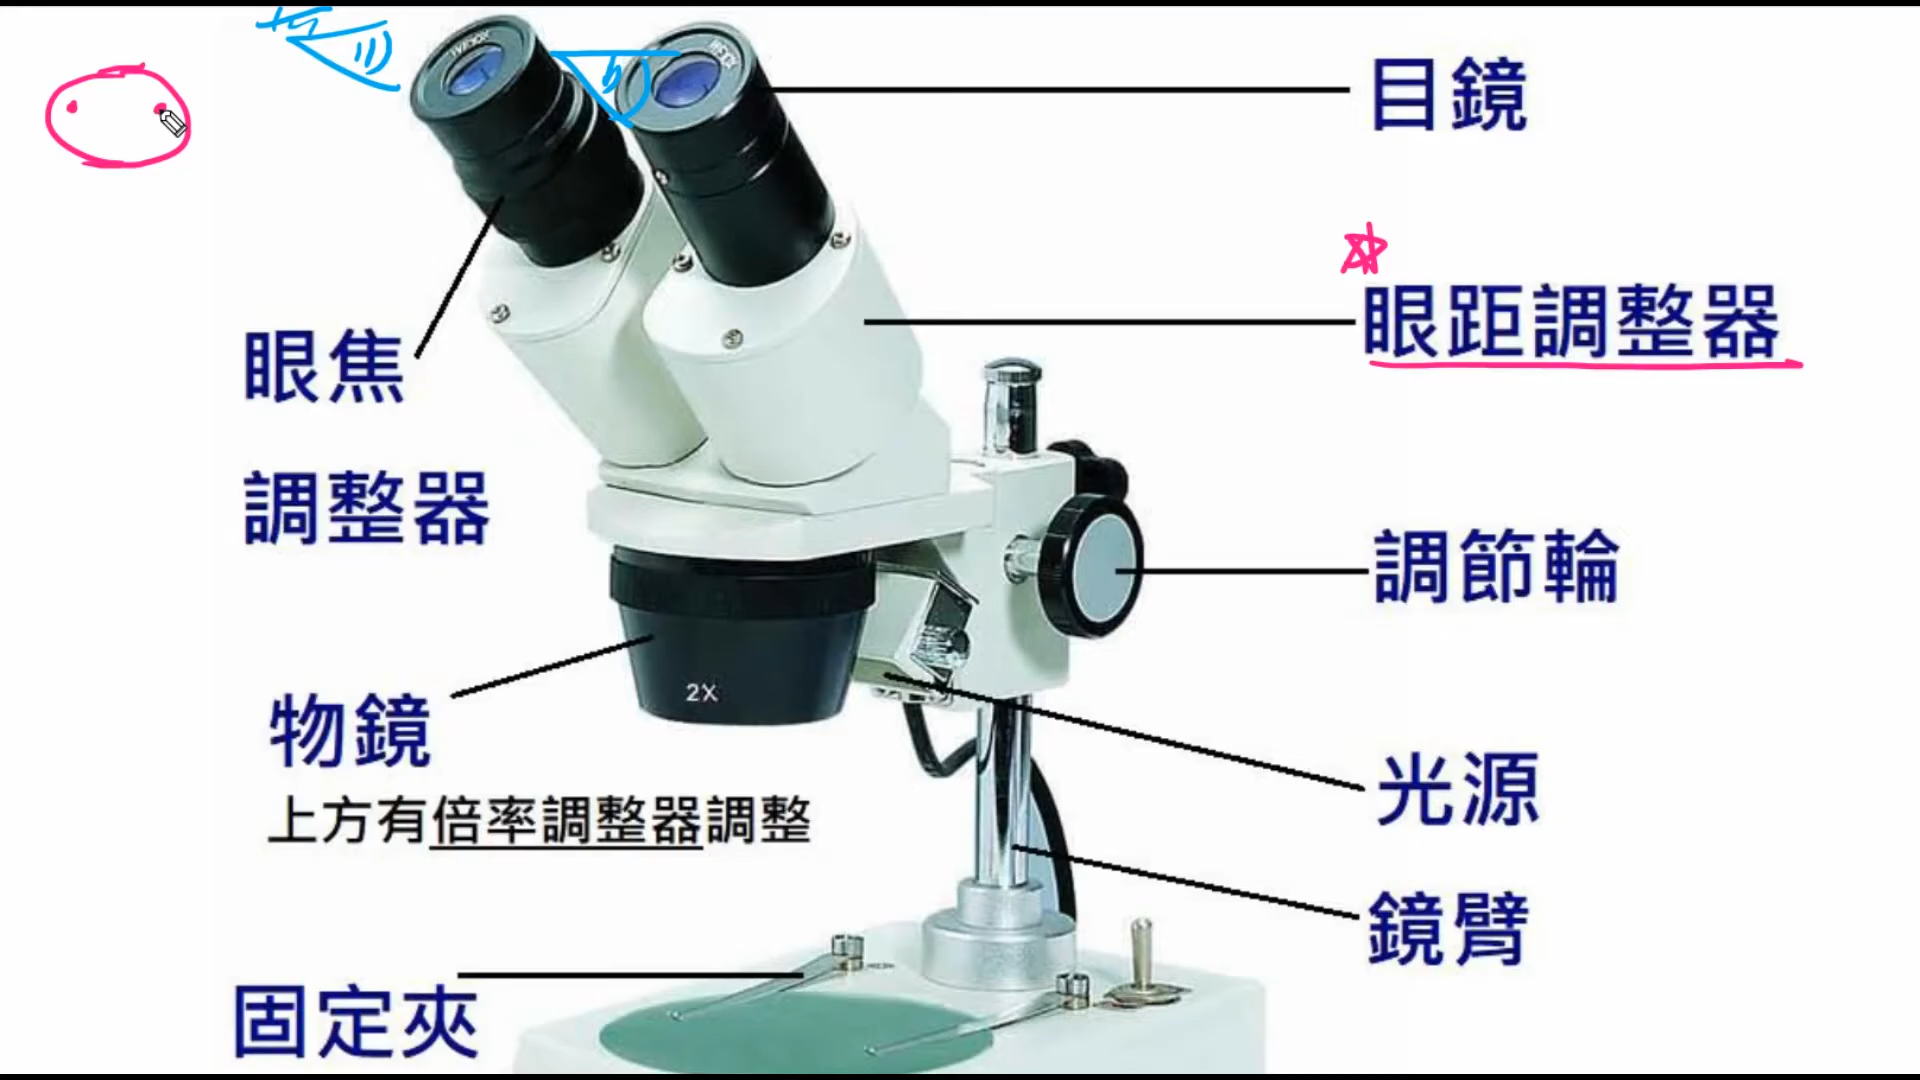 目鏡
眼距調整器
眼焦
調整器
調節輪
物鏡
2X
上方有倍率調整器調整
光源
鏡臂
固定夾